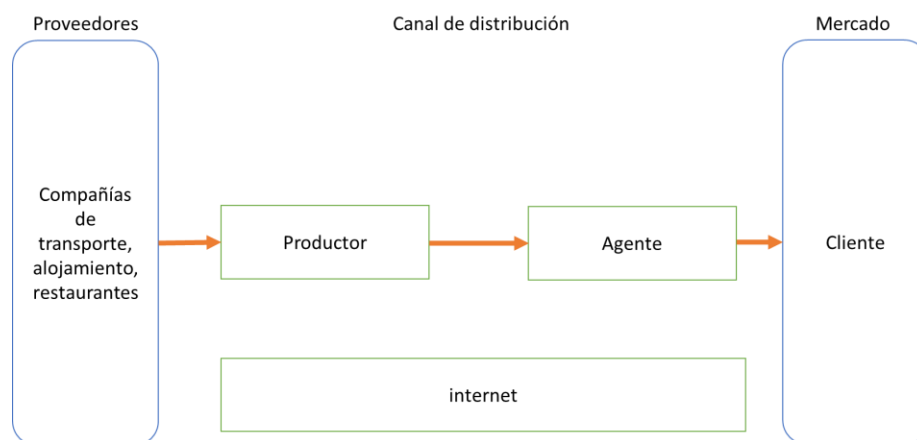 Proveedores
Canal de distribución
Mercado
Compañías
de
transporte,
alojamiento,
restaurantes
Productor
Agente
Cliente
internet